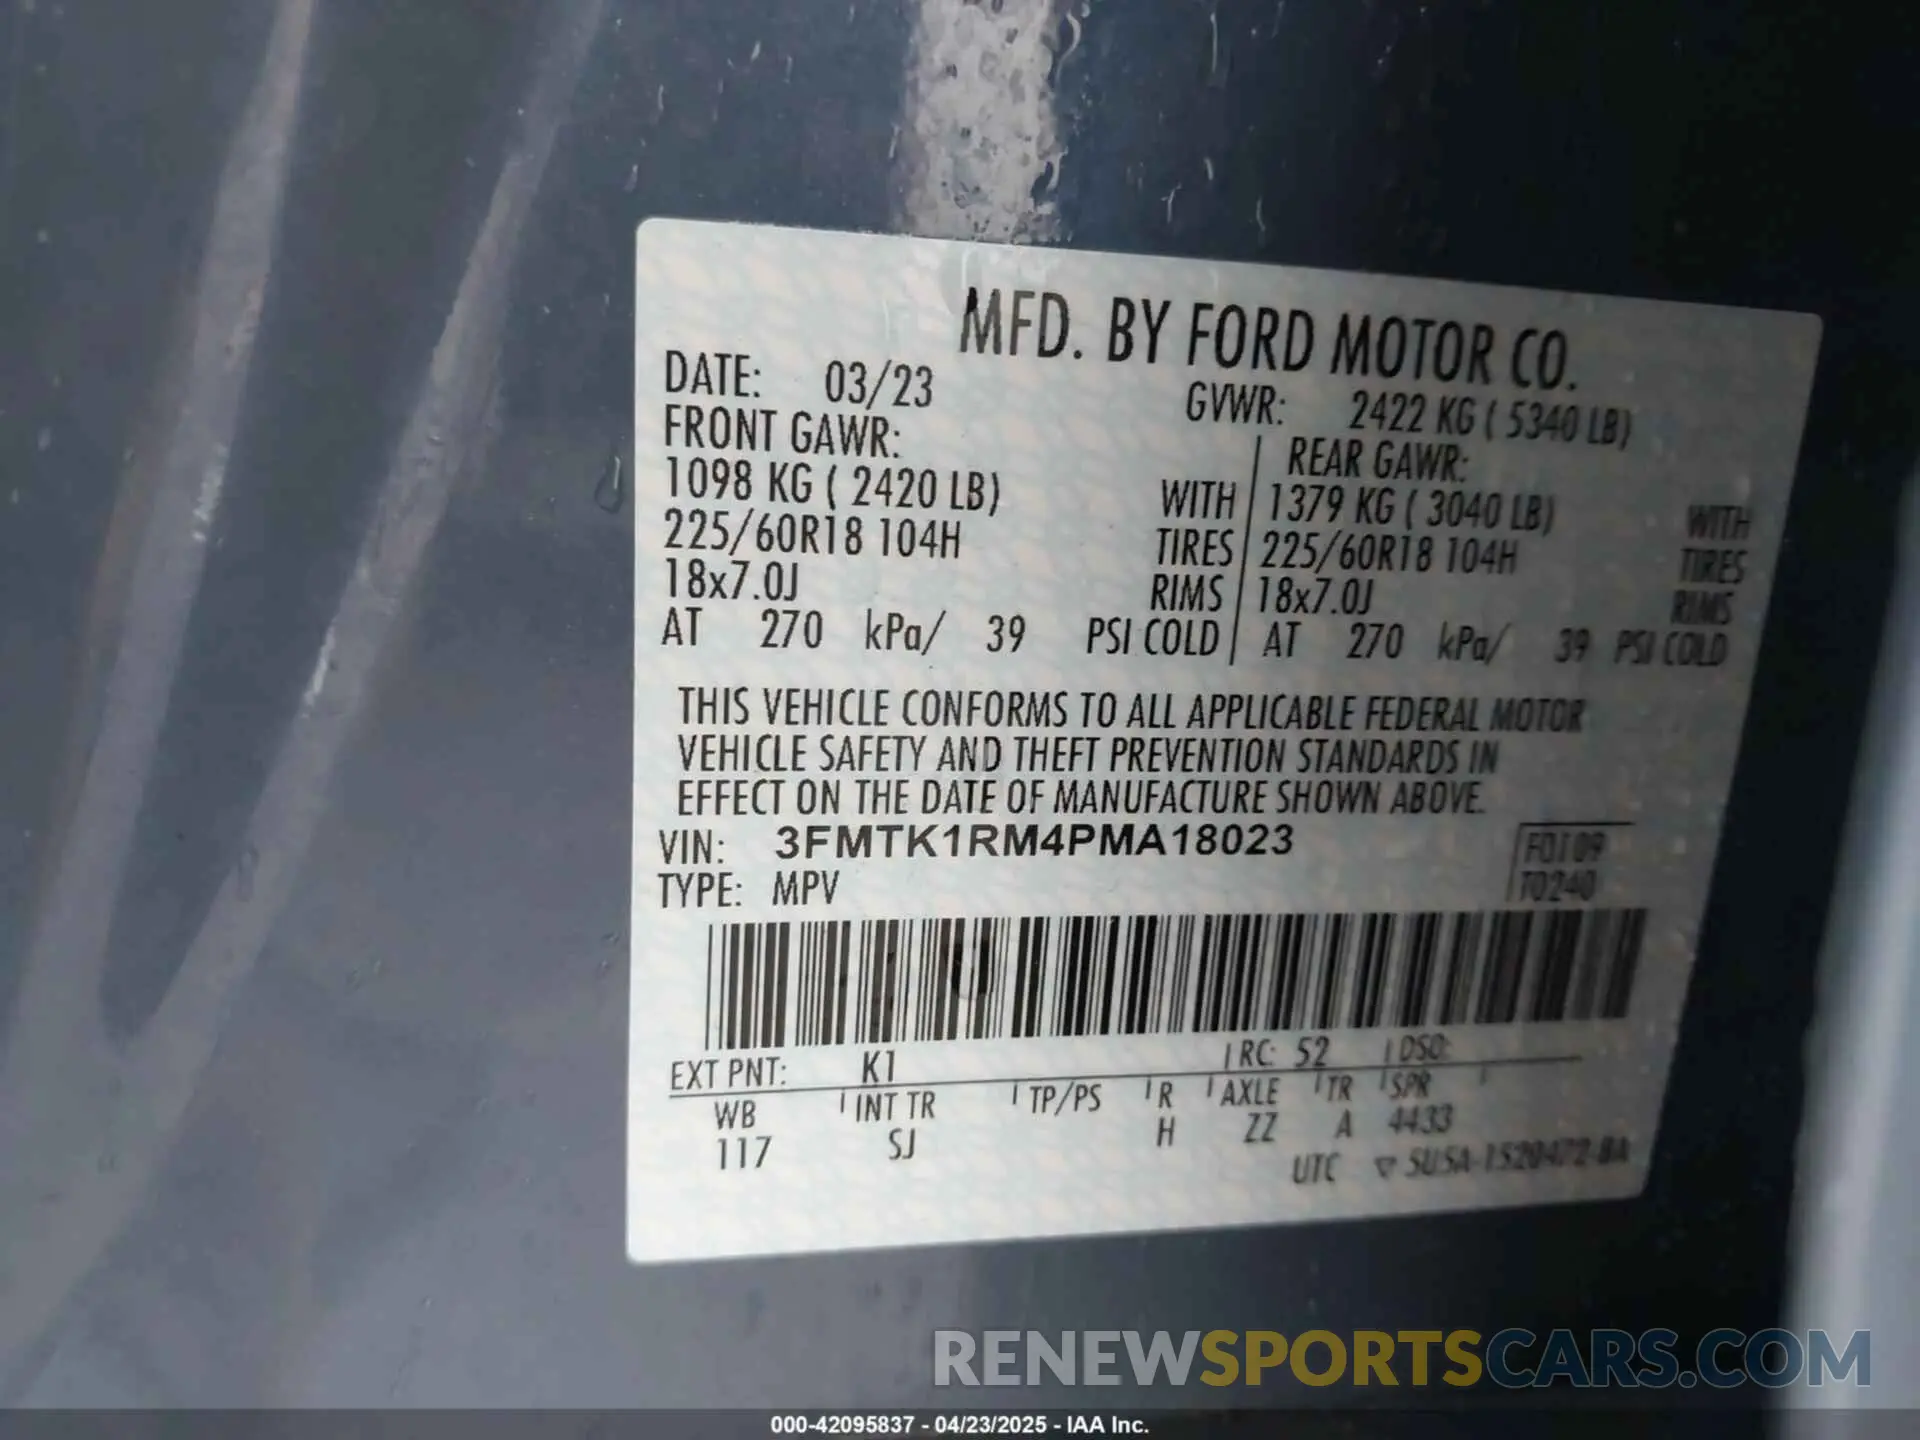 MFD. BY FORD MOTOR CO.
DATE: 03/23 GVWR: 2422 KG ( 5340 LB)
FRONT GAWR: REAR GAWR:
1098 KG ( 2420 LB) WITH 1379 KG ( 3040 LB) WITH
225/60R18 104H TIRES 225/60R18 104H TIRES
18x7.0J RIMS 18x7.0J RIMS
AT 270 kPa/ 39 PSI COLD AT 270 kPa/ 39 PSI COLD
THIS VEHICLE CONFORMS TO ALL APPLICABLE FEDERAL MOTOR
VEHICLE SAFETY AND THEFT PREVENTION STANDARDS IN
EFFECT ON THE DATE OF MANUFACTURE SHOWN ABOVE.
VIN: 3FMTK1RM4PMA18023
TYPE: MPV
T0240
EXT PNT: K1 RC: 52 DSO:
WB INT TR TP/PS R AXLE TR SPR
117 SJ H ZZ A 4433
UTC
RENEWSPORTSCARS.COM
000-42095837 - 04/23/2025 - IAA Inc.